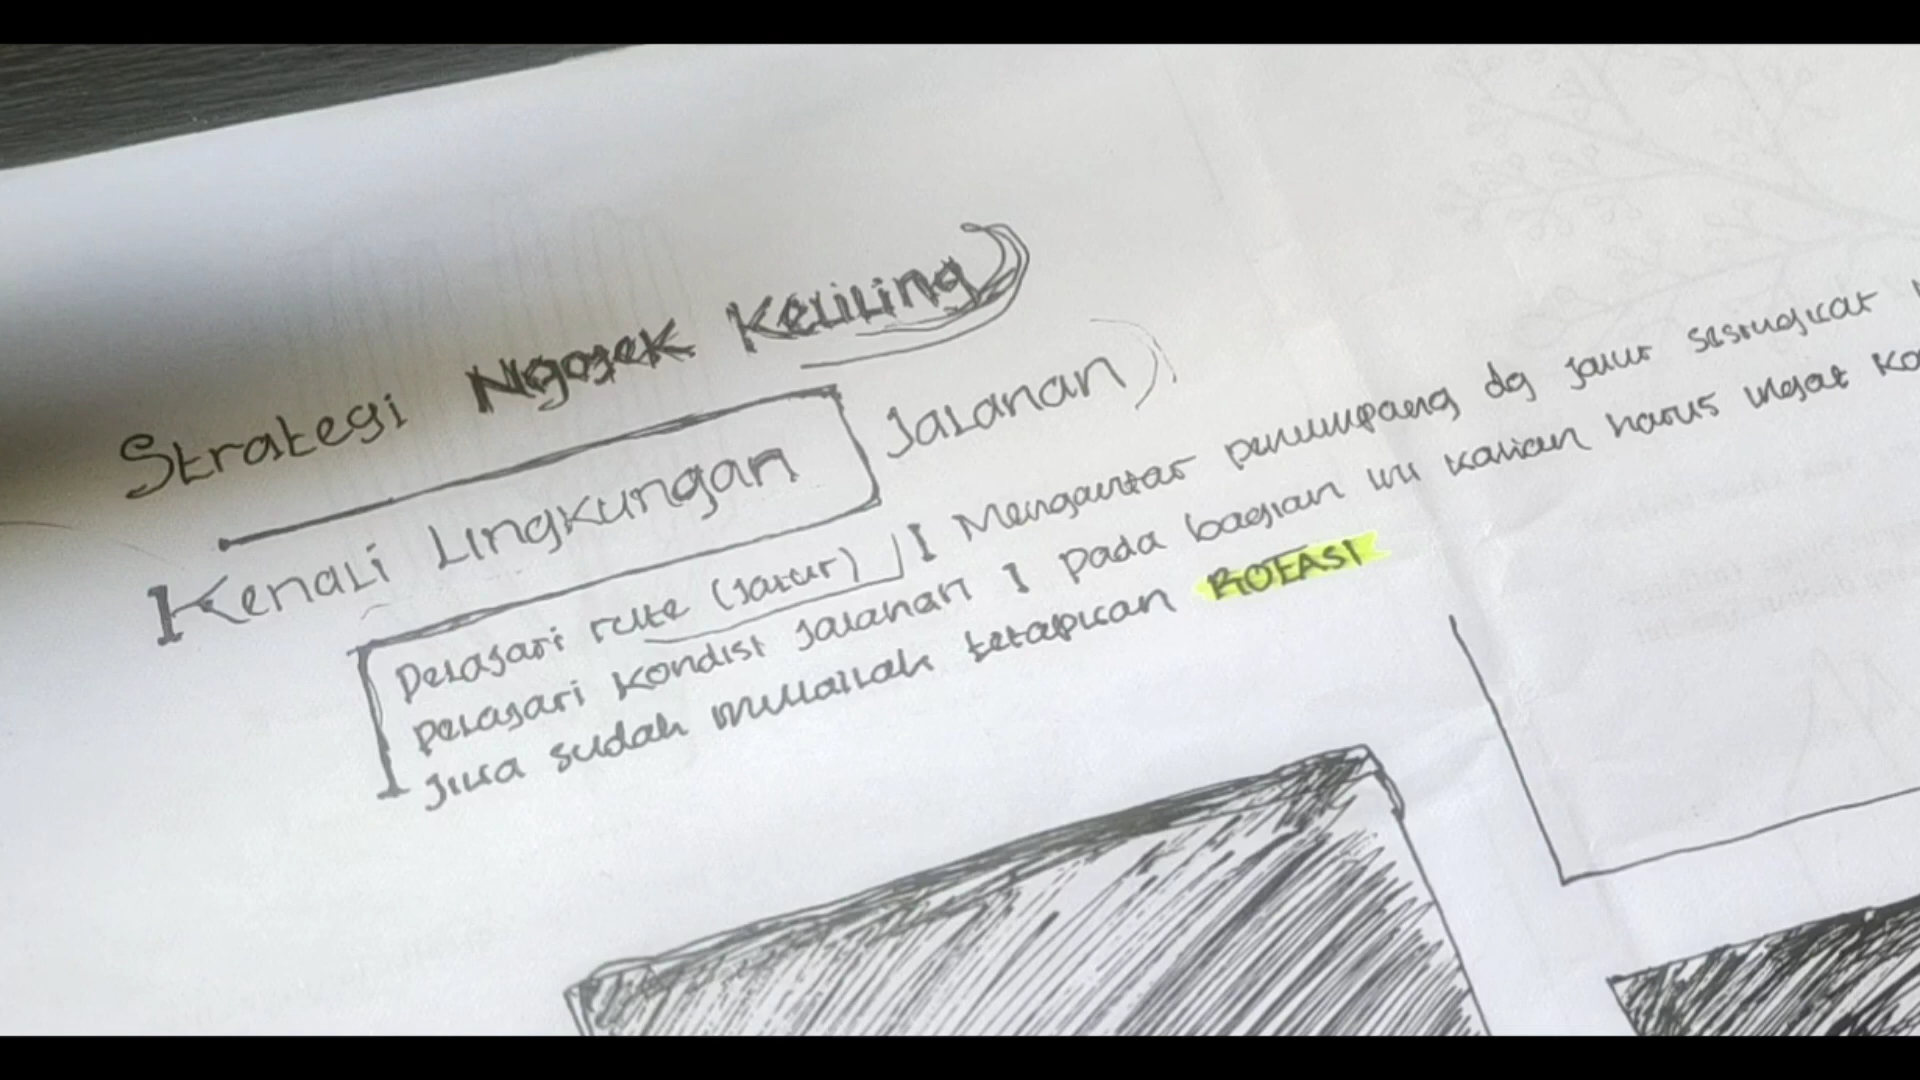 Strategi Ngojek Keliling
Kenali Lingkungan Jalanan
Pelajari rute (jalur) I Mengantar penumpang dg jalur sesingkat
pelajari kondisi jalanan I pada bagian ini kalian harus ingat
jika sudah mulailah tetapkan ROTASI